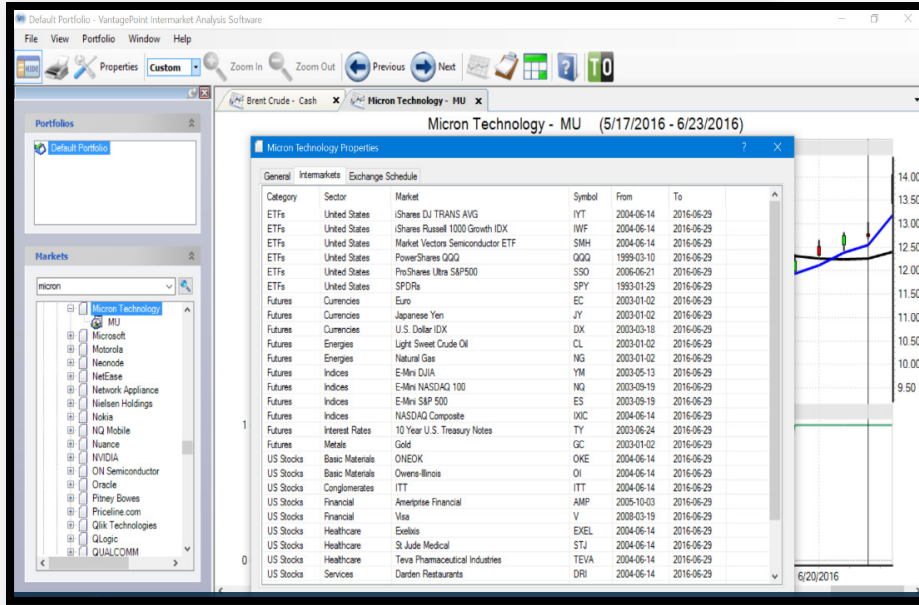 Default Portfolio - VantagePoint Intermarket Analysis Software
File View Portfolio Window Help
Properties Custom Zoom In Zoom Out Previous Next TO
Brent Crude - Cash X Micron Technology - MU X
Portfolios
Default Portfolio
Markets
micron
Micron Technology
MU
Microsoft
Motorola
Neonode
NetEase
Network Appliance
Nielsen Holdings
Nokia
NQ Mobile
Nuance
NVIDIA
ON Semiconductor
Oracle
Pitney Bowes
Priceline.com
Qlik Technologies
QLogic
QUALCOMM
Micron Technology - MU (5/17/2016 - 6/23/2016)
Micron Technology Properties ? X
General Intermarkets Exchange Schedule
Category Sector Market Symbol From To
ETFs United States iShares DJ TRANS AVG IYT 2004-06-14 2016-06-29
ETFs United States iShares Russell 1000 Growth IDX IWF 2004-06-14 2016-06-29
ETFs United States Market Vectors Semiconductor ETF SMH 2004-06-14 2016-06-29
ETFs United States PowerShares QQQ QQQ 1999-03-10 2016-06-29
ETFs United States ProShares Ultra S&P500 SSO 2006-06-21 2016-06-29
ETFs United States SPDRs SPY 1993-01-29 2016-06-29
Futures Currencies Euro EC 2003-01-02 2016-06-29
Futures Currencies Japanese Yen JY 2003-01-02 2016-06-29
Futures Currencies U.S. Dollar IDX DX 2003-03-18 2016-06-29
Futures Energies Light Sweet Crude Oil CL 2003-01-02 2016-06-29
Futures Energies Natural Gas NG 2003-01-02 2016-06-29
Futures Indices E-Mini DJIA YM 2003-05-13 2016-06-29
Futures Indices E-Mini NASDAQ 100 NQ 2003-09-19 2016-06-29
Futures Indices E-Mini S&P 500 ES 2003-09-19 2016-06-29
Futures Indices NASDAQ Composite IXIC 2004-06-14 2016-06-29
Futures Interest Rates 10 Year U.S. Treasury Notes TY 2003-06-24 2016-06-29
Futures Metals Gold GC 2003-01-02 2016-06-29
US Stocks Basic Materials ONEOK OKE 2004-06-14 2016-06-29
US Stocks Basic Materials Owens-Illinois OI 2004-06-14 2016-06-29
US Stocks Conglomerates ITT ITT 2004-06-14 2016-06-29
US Stocks Financial Ameriprise Financial AMP 2005-10-03 2016-06-29
US Stocks Financial Visa V 2008-03-19 2016-06-29
US Stocks Healthcare Exelixis EXEL 2004-06-14 2016-06-29
US Stocks Healthcare St Jude Medical STJ 2004-06-14 2016-06-29
US Stocks Healthcare Teva Pharmaceutical Industries TEVA 2004-06-14 2016-06-29
US Stocks Services Darden Restaurants DRI 2004-06-14 2016-06-29
14.00
13.50
13.00
12.50
12.00
11.50
11.00
10.50
10.00
9.50
1
0
6/20/2016